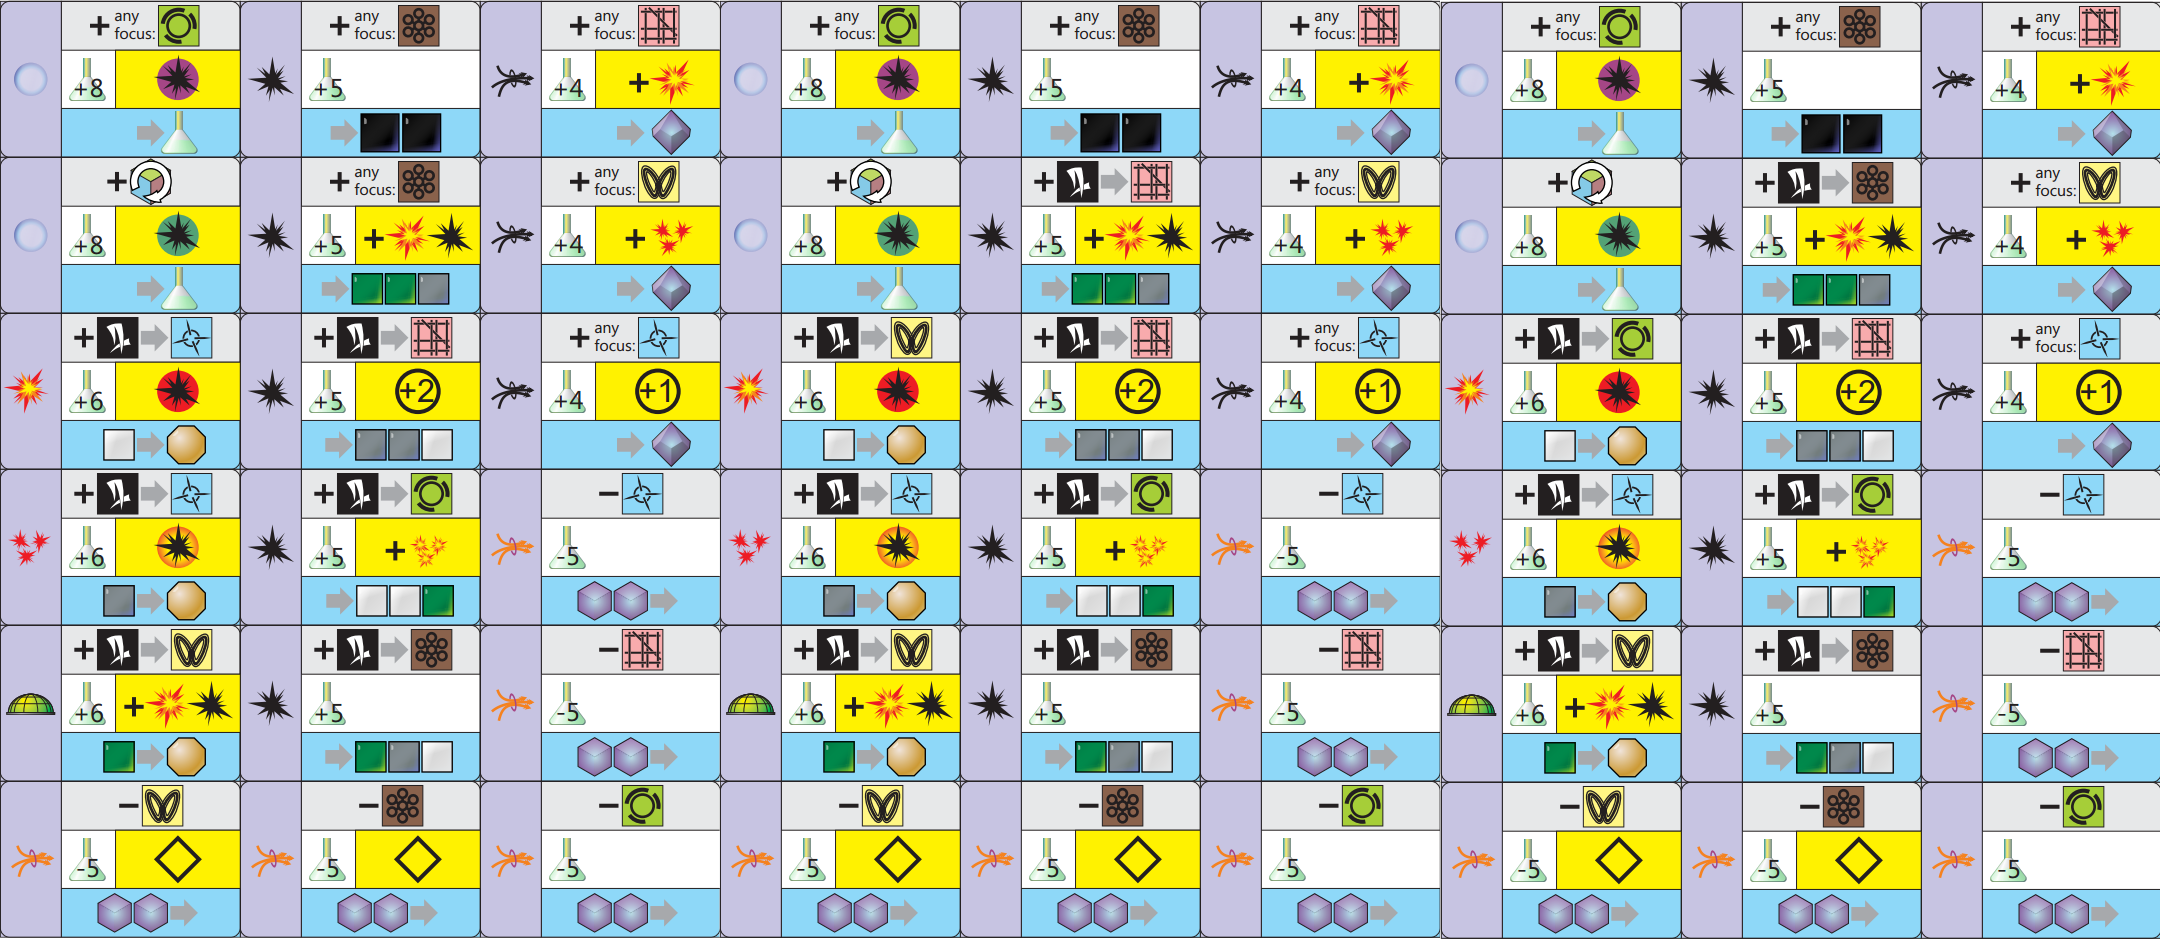 + any
focus:
+8
+ any
focus:
+5
+ any
focus:
+4 +
+ any
focus:
+8
+ any
focus:
+5
+ any
focus:
+4 +
+ any
focus:
+8
+ any
focus:
+5
+ any
focus:
+4 +
+
+8
+ any
focus:
+5 +
+ any
focus:
+4 +
+
+8
+
+5 +
+ any
focus:
+4 +
+
+8
+
+5 +
+ any
focus:
+4 +
+
+6
+
+5 +2
+ any
focus:
+4 +1
+
+6
+
+5 +2
+ any
focus:
+4 +1
+
+6
+
+5 +2
+ any
focus:
+4 +1
+
+6
+
+5 +
-
-5
+
+6
+
+5 +
-
-5
+
+6
+
+5 +
-
-5
+
+6 +
+
+5
-
-5
+
+6 +
+
+5
-
-5
+
+6 +
+
+5
-
-5
-
-5
-
-5
-
-5
-
-5
-
-5
-
-5
-
-5
-
-5
-
-5